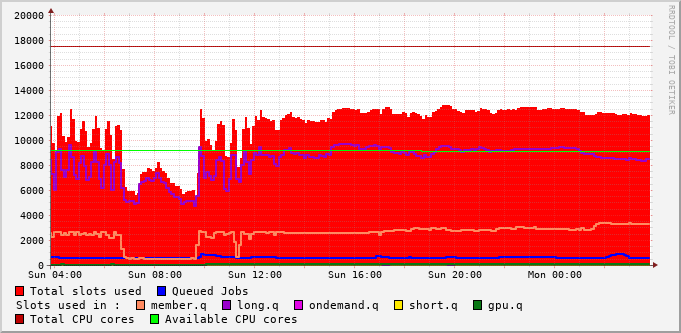 20000
18000
16000
14000
12000
10000
8000
6000
4000
2000
0
Sun 04:00 Sun 08:00 Sun 12:00 Sun 16:00 Sun 20:00 Mon 00:00
RRDTOOL / TOBI OETIKER
Total slots used Queued Jobs
Slots used in : member.q long.q ondemand.q short.q gpu.q
Total CPU cores Available CPU cores